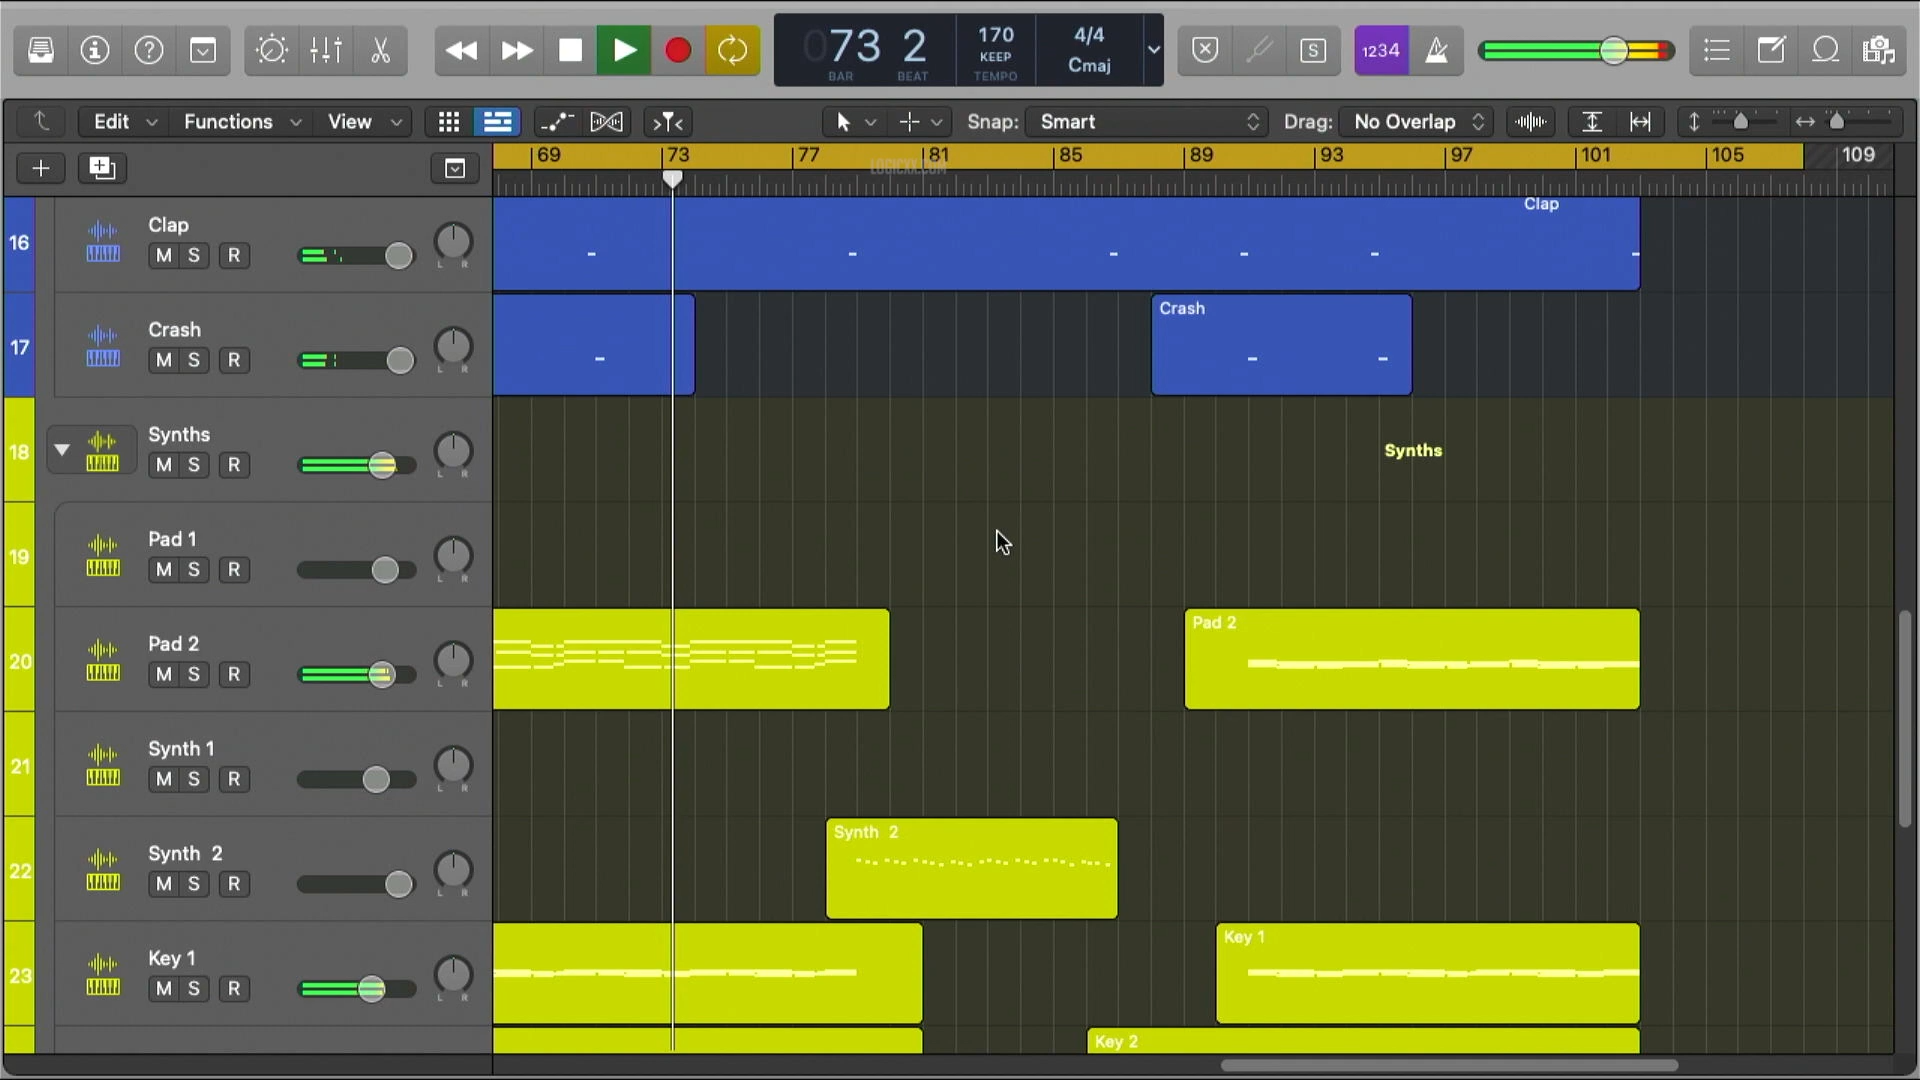 073 2
BAR BEAT
170
KEEP
TEMPO
4/4
Cmaj
S
1234
Edit Functions View
Snap: Smart
Drag: No Overlap
69 73 77 81 85 89 93 97 101 105 109
LOGICXX.COM
16 Clap
M S R
L R
Clap
17 Crash
M S R
L R
Crash
18 Synths
M S R
L R
Synths
19 Pad 1
M S R
L R
20 Pad 2
M S R
L R
Pad 2
21 Synth 1
M S R
L R
22 Synth 2
M S R
L R
Synth 2
23 Key 1
M S R
L R
Key 1
Key 2